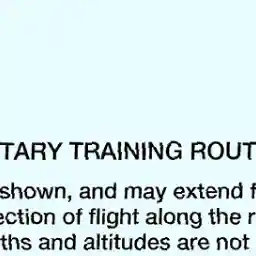 TARY TRAINING ROUT
shown, and may extend f
ection of flight along the r
ths and altitudes are not